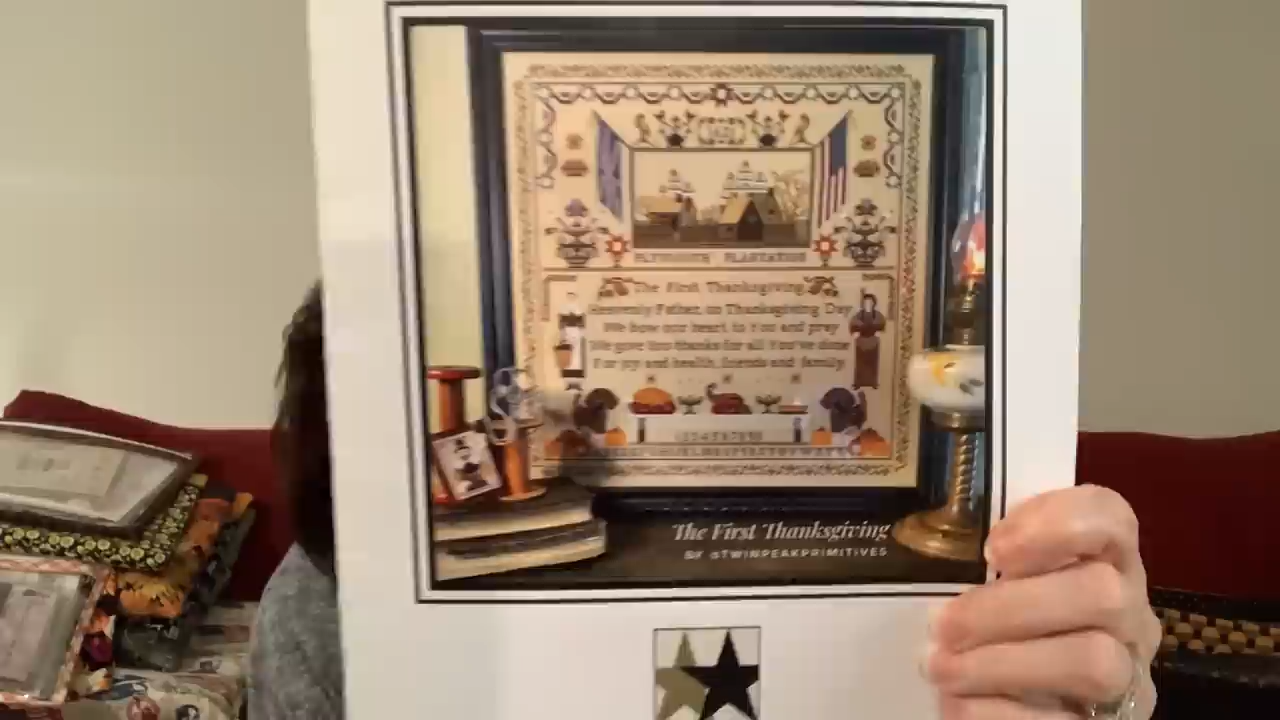 1621
PLYMOUTH PLANTATION
The First Thanksgiving
Heavenly Father, on Thanksgiving Day
We bow our heart to You and pray
We give You thanks for all You've done
For joy and health, friends and family
1234567890
The First Thanksgiving
BY @TWINPEAKPRIMITIVES